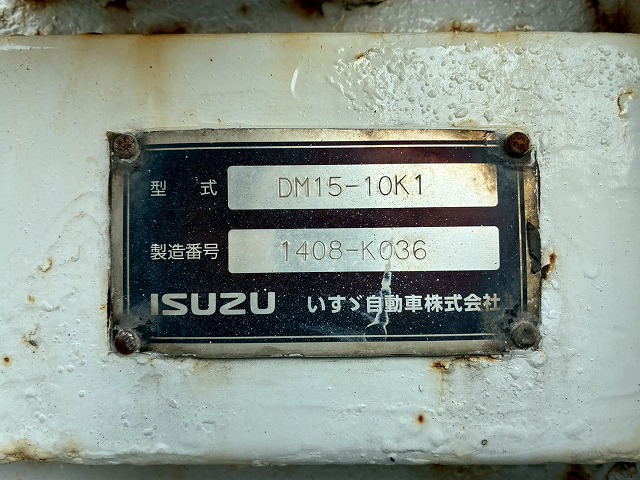 型 式 DM15-10K1
製造番号 1408-K036
ISUZU いすゞ自動車株式会社